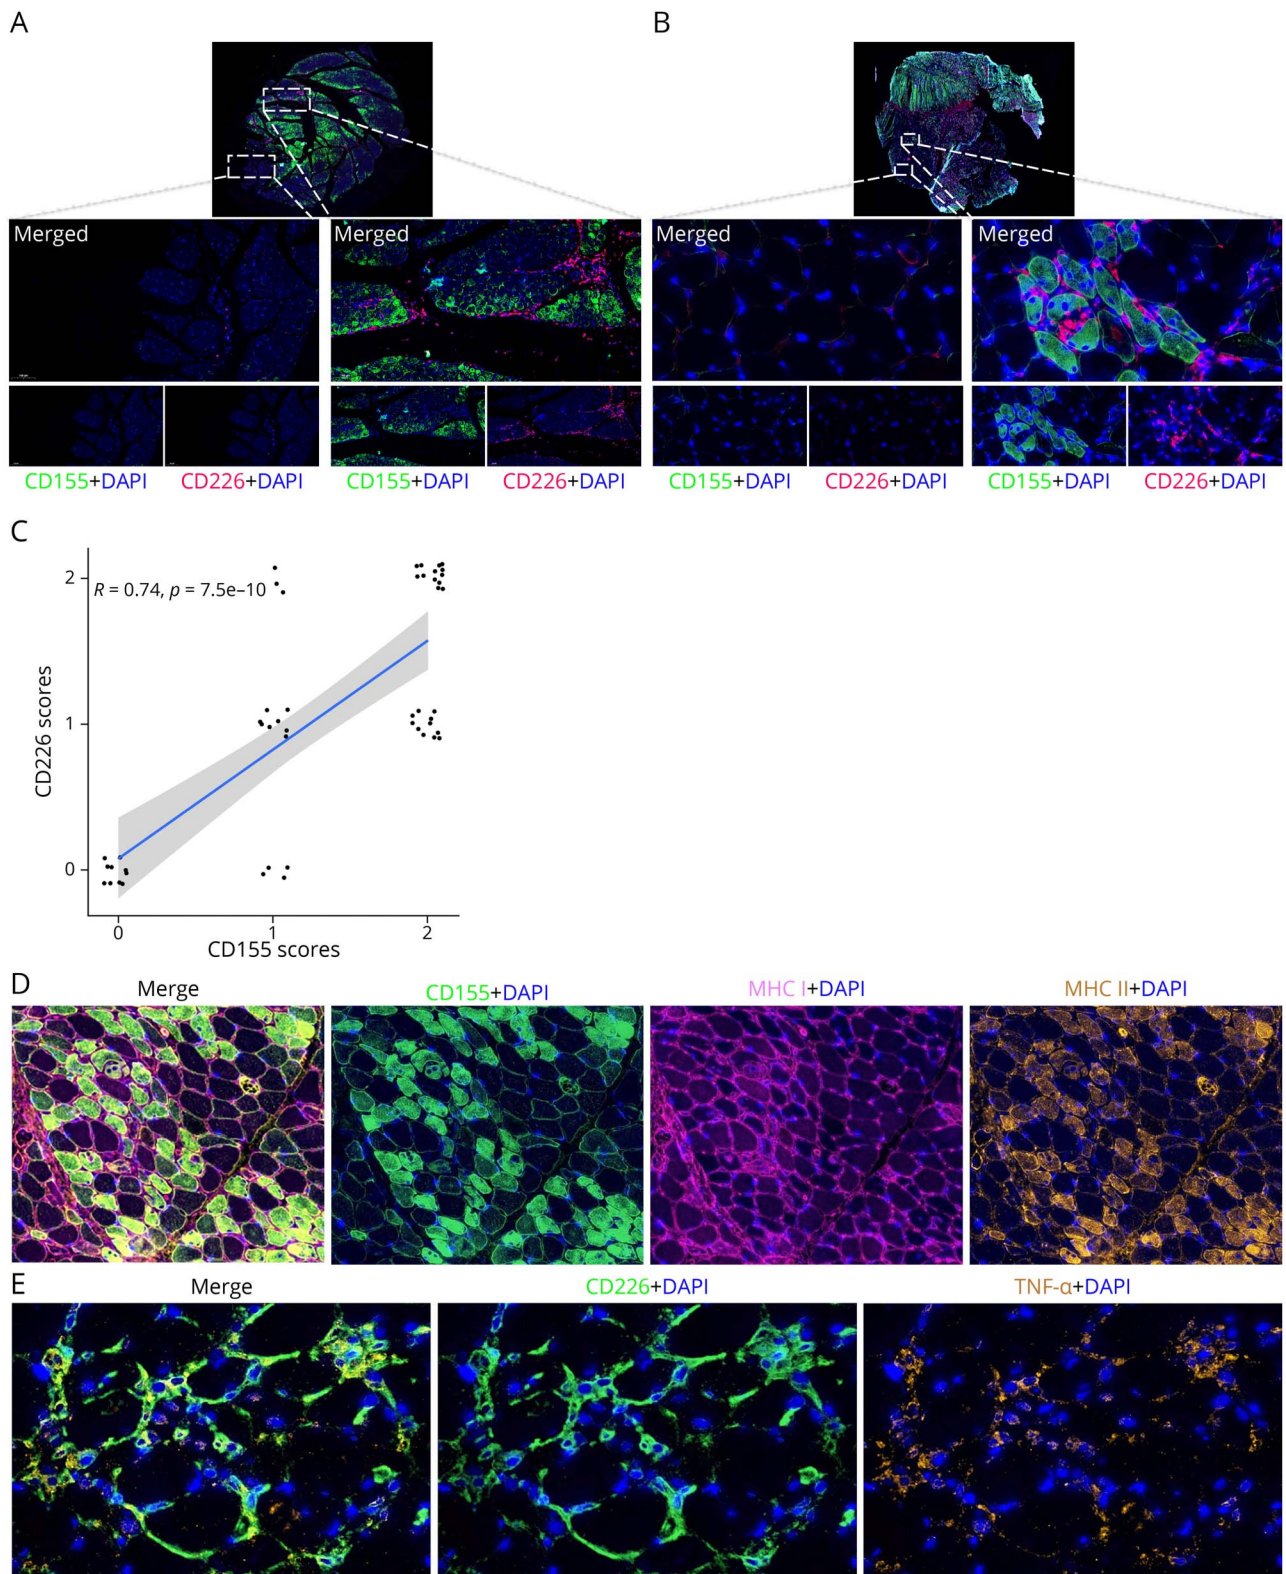 A
B
Merged
Merged
Merged
Merged
CD155+DAPI
CD226+DAPI
CD155+DAPI
CD226+DAPI
CD155+DAPI
CD226+DAPI
CD155+DAPI
CD226+DAPI
C
R = 0.74, p = 7.5e–10
2
1
0
CD226 scores
0
1
2
CD155 scores
D
Merge
CD155+DAPI
MHC I+DAPI
MHC II+DAPI
E
Merge
CD226+DAPI
TNF-α+DAPI